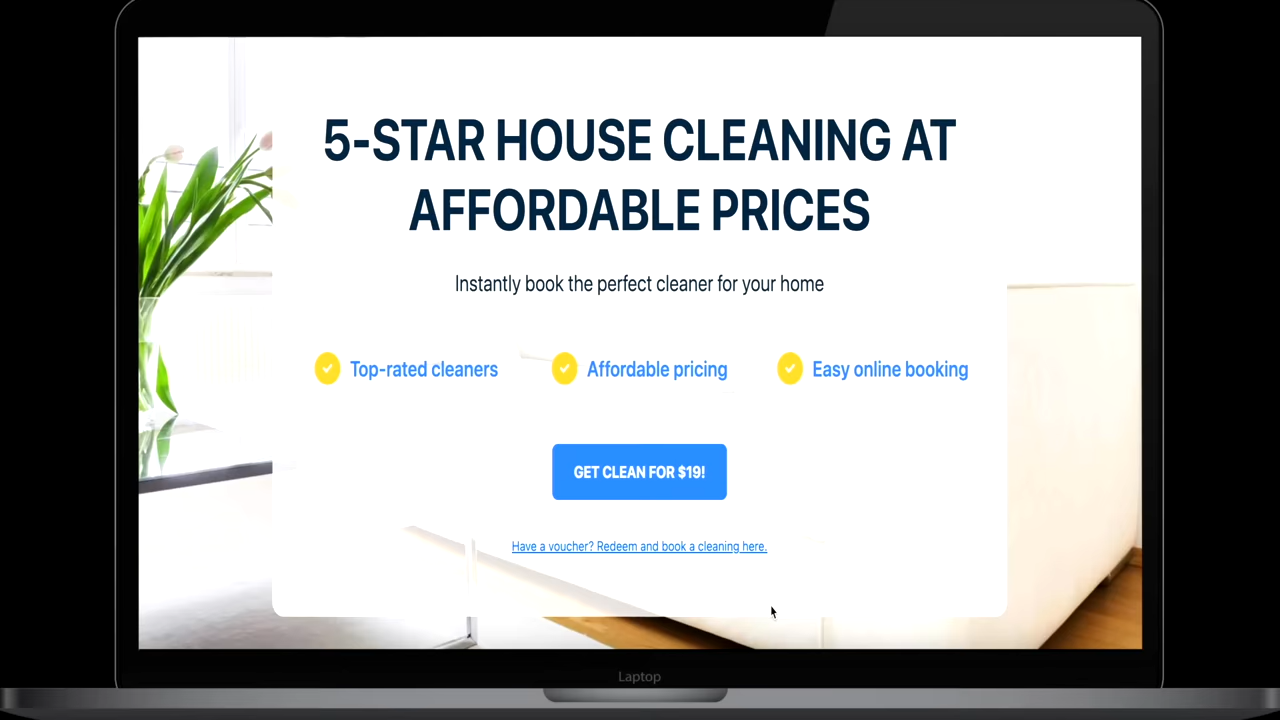 5-STAR HOUSE CLEANING AT
AFFORDABLE PRICES
Instantly book the perfect cleaner for your home
Top-rated cleaners
Affordable pricing
Easy online booking
GET CLEAN FOR $19!
Have a voucher? Redeem and book a cleaning here.
Laptop